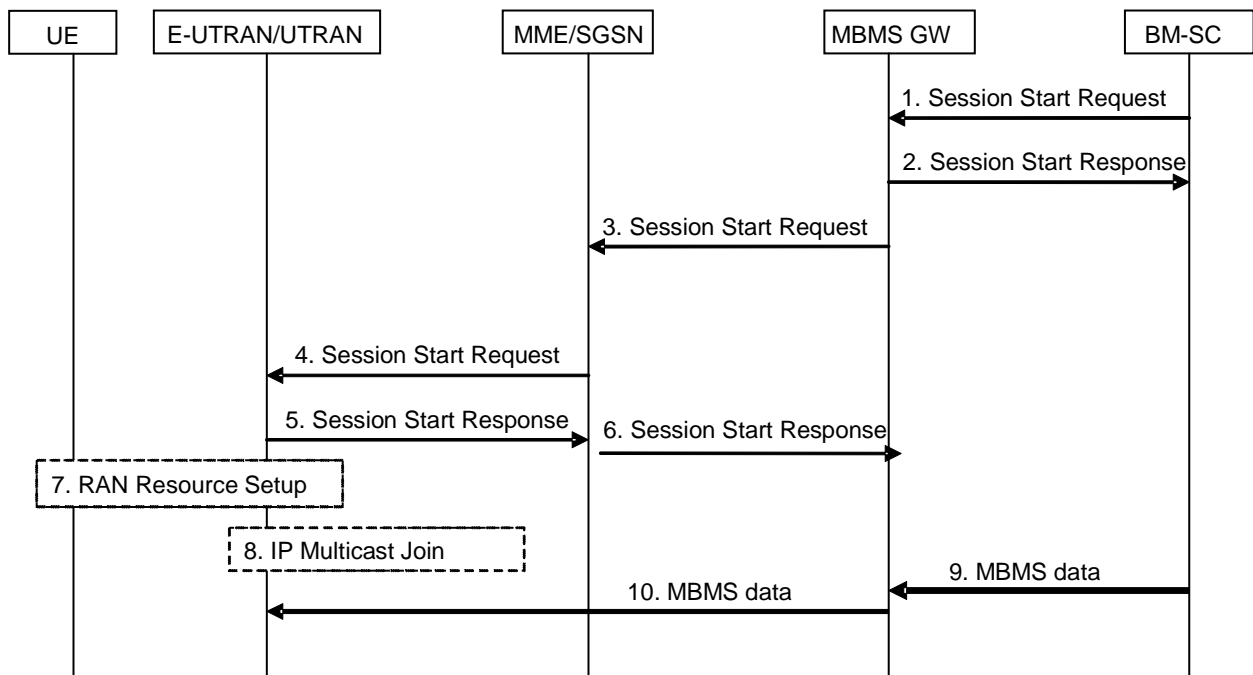 UE
E-UTRAN/UTRAN
MME/SGSN
MBMS GW
BM-SC
1. Session Start Request
2. Session Start Response
3. Session Start Request
4. Session Start Request
5. Session Start Response
6. Session Start Response
7. RAN Resource Setup
8. IP Multicast Join
9. MBMS data
10. MBMS data